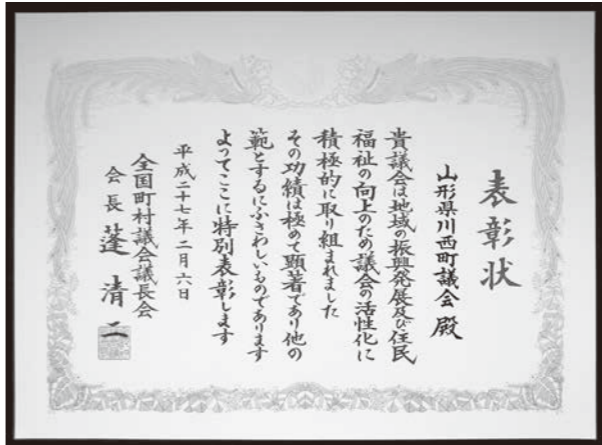 表彰状
山形県川西町議会 殿
貴議会は地域の振興発展及び住民
福祉の向上のため議会の活性化に
積極的に取り組まれました
その功績は極めて顕著であり他の
範とするにふさわしいものであります
よってここに特別表彰します
平成二十七年二月六日
全国町村議会議長会
会長 蓬 清二